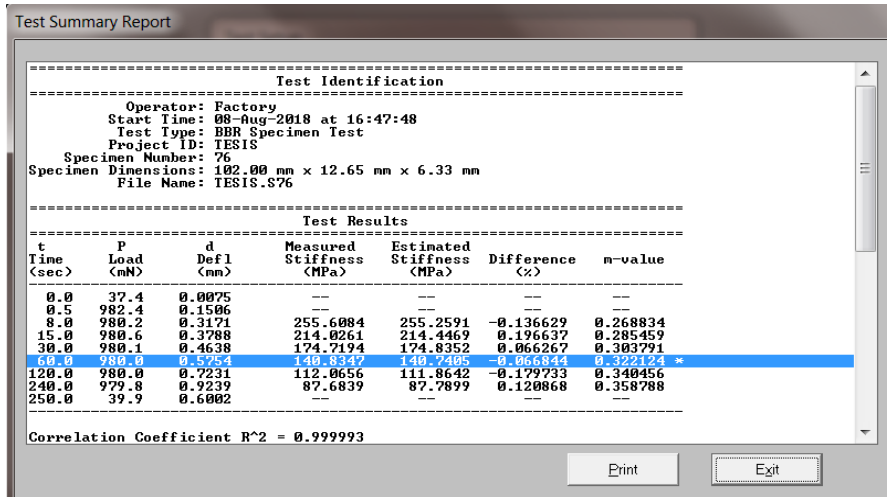 Test Summary Report
===========================================================================
Test Identification
===========================================================================
Operator: Factory
Start Time: 08-Aug-2018 at 16:47:48
Test Type: BBR Specimen Test
Project ID: TESIS
Specimen Number: 76
Specimen Dimensions: 102.00 mm x 12.65 mm x 6.33 mm
File Name: TESIS.S76
===========================================================================
Test Results
===========================================================================
t P d Measured Estimated
Time Load Defl Stiffness Stiffness Difference m-value
(sec) (mN) (mm) (MPa) (MPa) (%)
---------------------------------------------------------------------------
0.0 37.4 0.0075 -- -- -- --
0.5 982.4 0.1506 -- -- -- --
8.0 980.2 0.3171 255.6084 255.2591 -0.136629 0.268834
15.0 980.6 0.3788 214.0261 214.4469 0.196637 0.285459
30.0 980.1 0.4638 174.7194 174.8352 0.066267 0.303791
60.0 980.0 0.5754 140.8347 140.7405 -0.066844 0.322124 *
120.0 980.0 0.7231 112.0656 111.8642 -0.179733 0.340456
240.0 979.8 0.9239 87.6839 87.7899 0.120868 0.358788
250.0 39.9 0.6002 -- -- -- --
---------------------------------------------------------------------------
Correlation Coefficient R^2 = 0.999993
Print Exit